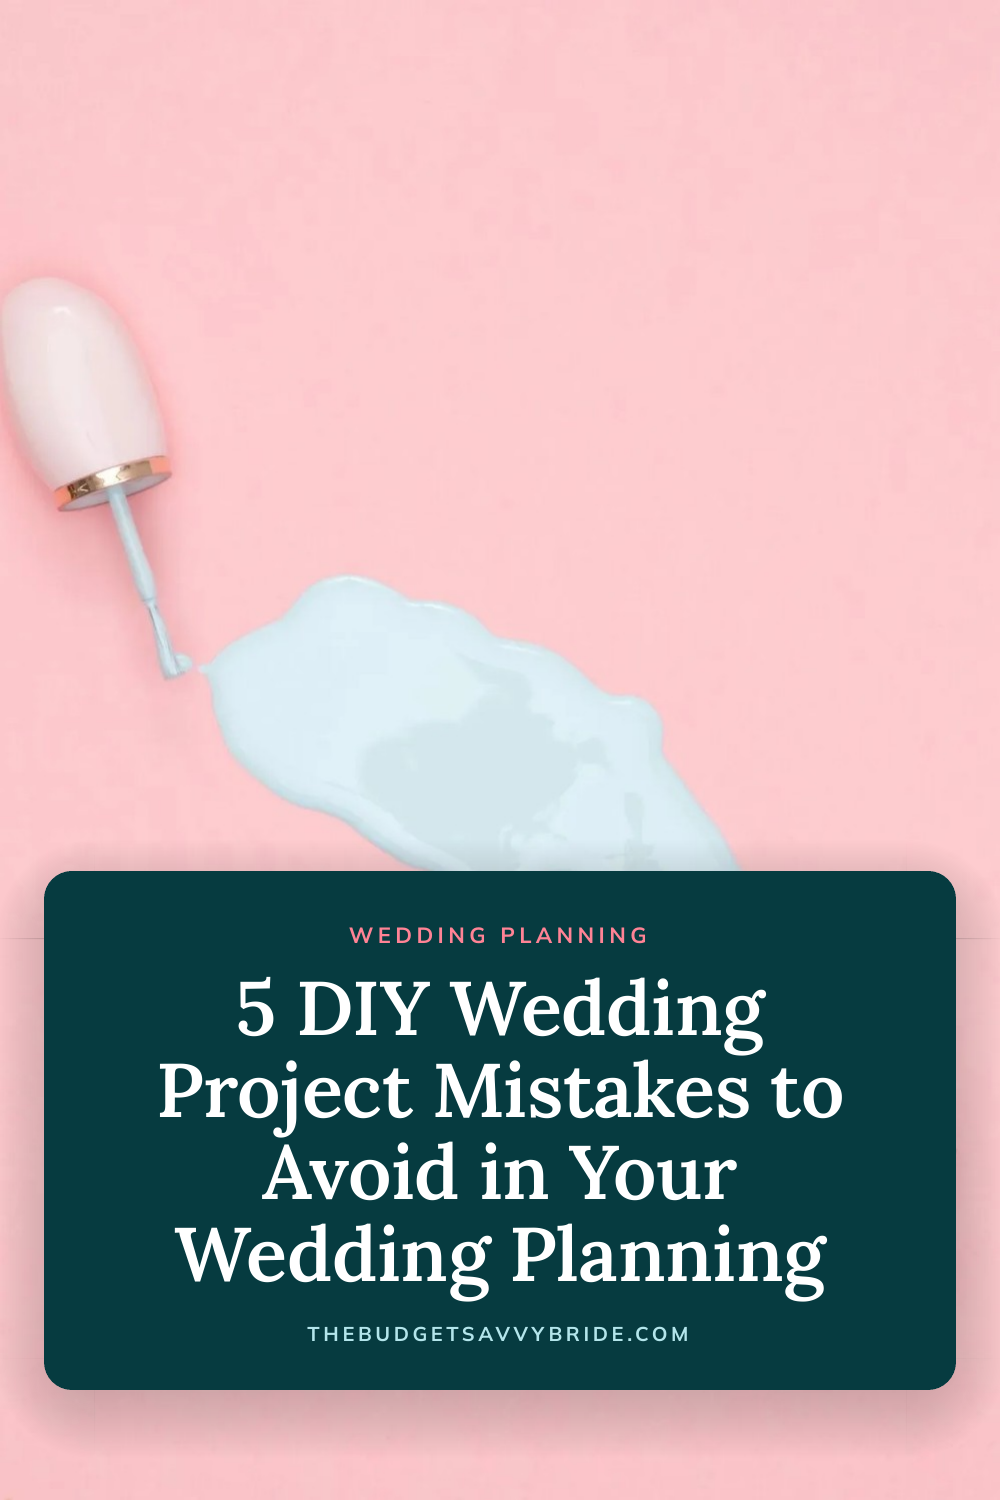 WEDDING PLANNING
5 DIY Wedding
Project Mistakes to
Avoid in Your
Wedding Planning
THEBUDGETSAVVYBRIDE.COM